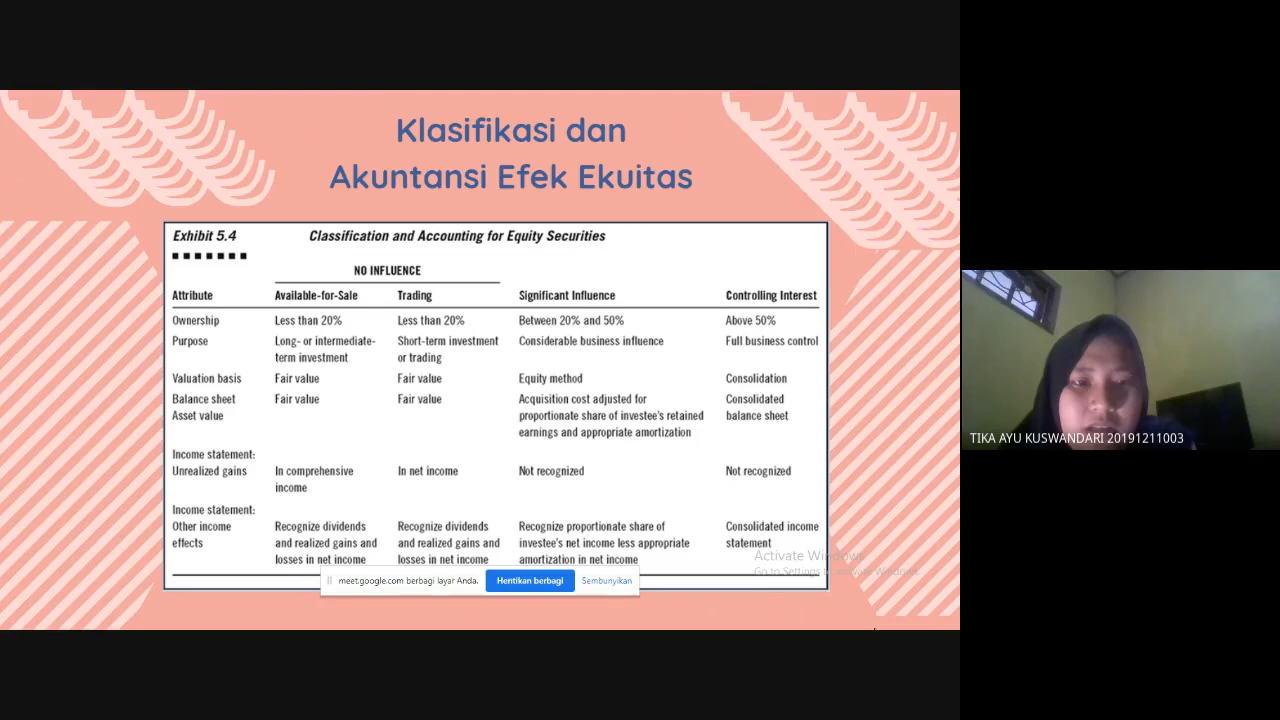 Klasifikasi dan
Akuntansi Efek Ekuitas
Exhibit 5.4 Classification and Accounting for Equity Securities
NO INFLUENCE
Attribute Available-for-Sale Trading Significant Influence Controlling Interest
Ownership Less than 20% Less than 20% Between 20% and 50% Above 50%
Purpose Long- or intermediate- Short-term investment Considerable business influence Full business control
term investment or trading
Valuation basis Fair value Fair value Equity method Consolidation
Balance sheet Fair value Fair value Acquisition cost adjusted for Consolidated
Asset value proportionate share of investee's retained balance sheet
earnings and appropriate amortization
Income statement:
Unrealized gains In comprehensive In net income Not recognized Not recognized
income
Income statement:
Other income Recognize dividends Recognize dividends Recognize proportionate share of Consolidated income
effects and realized gains and and realized gains and investee's net income less appropriate statement
losses in net income losses in net income amortization in net income
Activate Windows
Go to Settings to activate Windows.
meet.google.com berbagi layar Anda. Hentikan berbagi Sembunyikan
TIKA AYU KUSWANDARI 20191211003